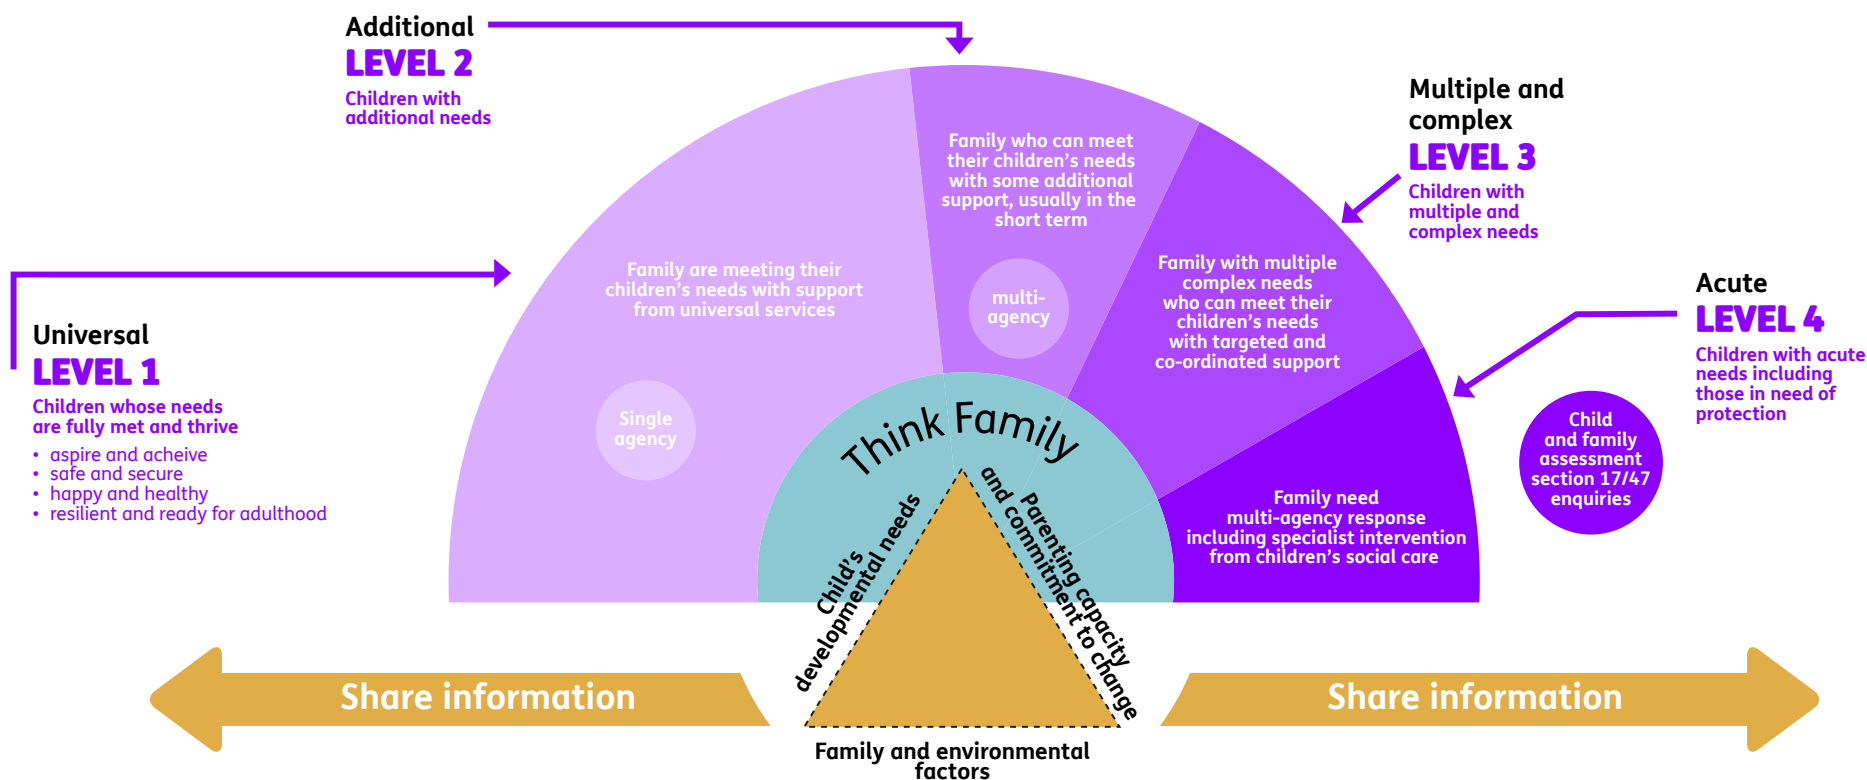 Additional
LEVEL 2
Children with
additional needs
Universal
LEVEL 1
Children whose needs
are fully met and thrive
• aspire and acheive
• safe and secure
• happy and healthy
• resilient and ready for adulthood
Family are meeting their
children’s needs with support
from universal services
Single
agency
Family who can meet
their children’s needs
with some additional
support, usually in the
short term
multi-
agency
Multiple and
complex
LEVEL 3
Children with
multiple and
complex needs
Family with multiple
complex needs
who can meet their
children’s needs
with targeted and
co-ordinated support
Acute
LEVEL 4
Children with acute
needs including
those in need of
protection
Child
and family
assessment
section 17/47
enquiries
Family need
multi-agency response
including specialist intervention
from children’s social care
Think Family
Child’s
developmental needs
Parenting capacity
and commitment to change
Family and environmental
factors
Share information
Share information